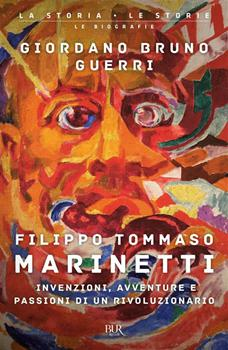 LA STORIA • LE STORIE
LE BIOGRAFIE
GIORDANO BRUNO
GUERRI
FILIPPO TOMMASO
MARINETTI
INVENZIONI, AVVENTURE E
PASSIONI DI UN RIVOLUZIONARIO
BUR